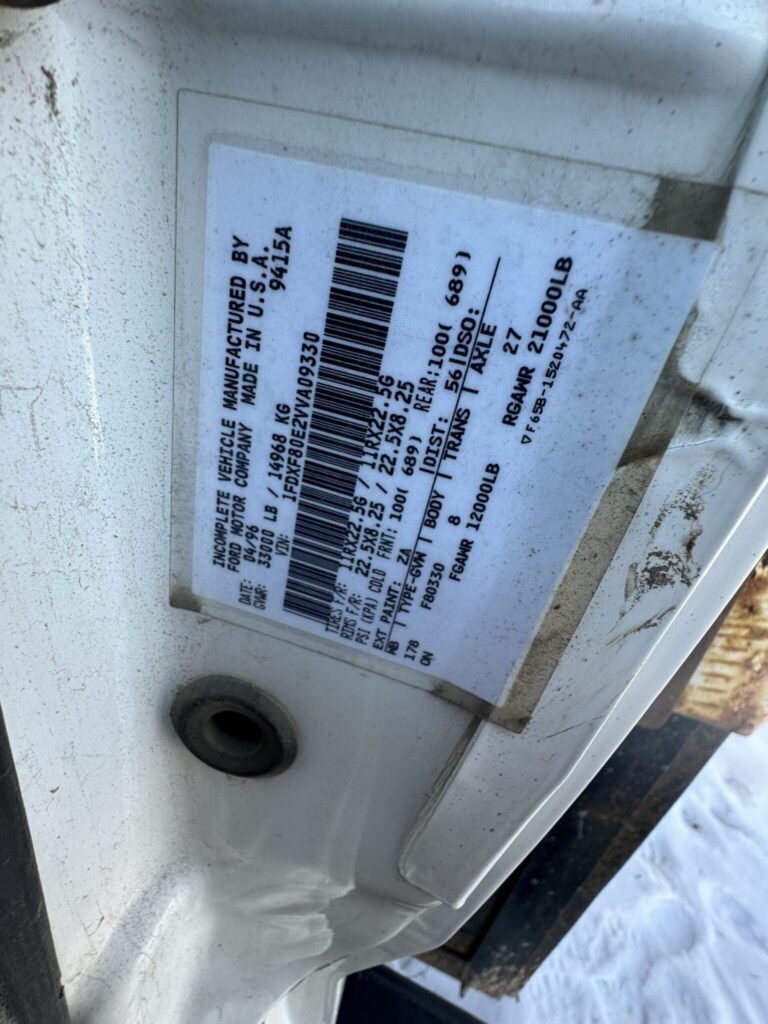 INCOMPLETE VEHICLE MANUFACTURED BY
FORD MOTOR COMPANY MADE IN U.S.A.
DATE: 04/96 9415A
GVWR: 33000 LB / 14968 KG
VIN: 1FDXF80E2VVA09330
TIRES F/R: 11RX22.5G / 11RX22.5G
RIMS F/R: 22.5X8.25 / 22.5X8.25
PSI (KPA) COLD FRNT: 100( 689) REAR: 100( 689)
EXT PAINT: ZA |DIST: 56|DSO:
WB | TYPE-GVW | BODY | TRANS | AXLE
178 F80330 8 27
ON FGAWR 12000LB RGAWR 21000LB
▽F65B-1520472-AA